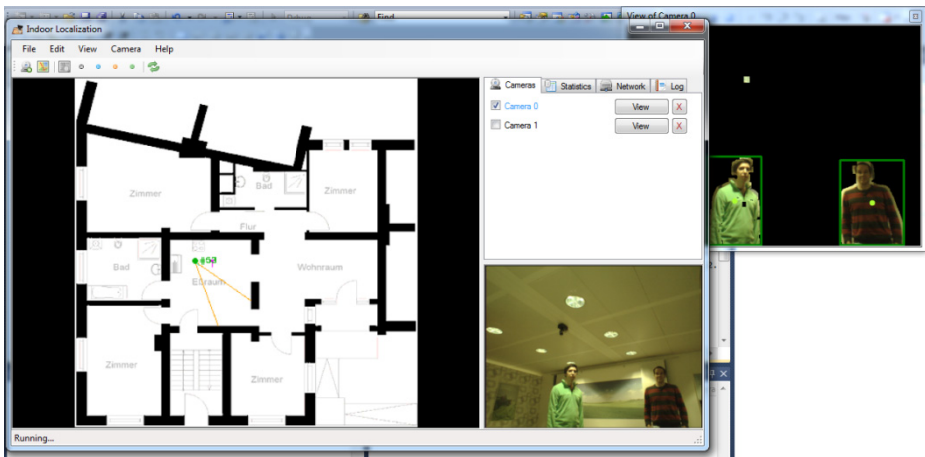 Find
View of Camera 0
Indoor Localization
File Edit View Camera Help
Cameras Statistics Network Log
Camera 0 View X
Camera 1 View X
Zimmer
Bad
Zimmer
Flur
Bad
Eßraum
Wohnraum
Zimmer
Zimmer
Running...